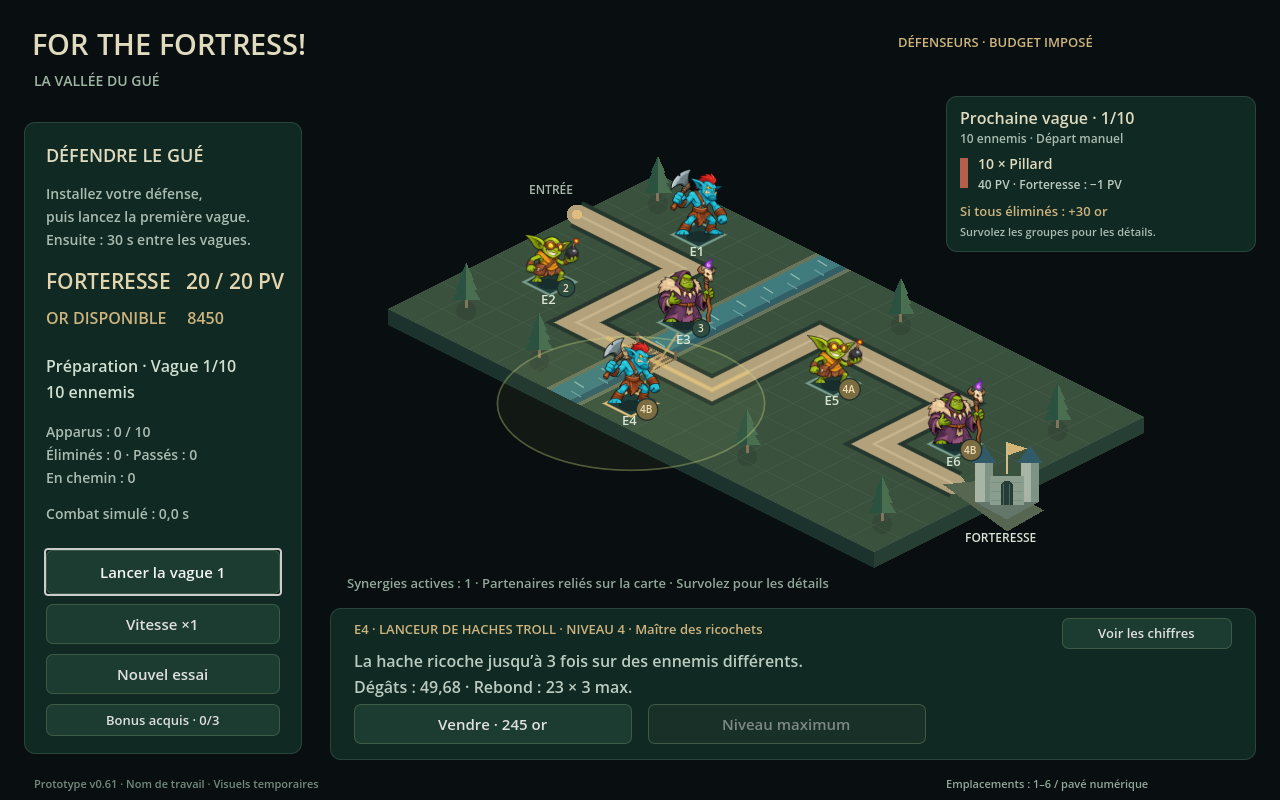 FOR THE FORTRESS!
LA VALLÉE DU GUÉ
DÉFENSEURS · BUDGET IMPOSÉ
DÉFENDRE LE GUÉ
Installez votre défense,
puis lancez la première vague.
Ensuite : 30 s entre les vagues.
FORTERESSE 20 / 20 PV
OR DISPONIBLE 8450
Préparation · Vague 1/10
10 ennemis
Apparus : 0 / 10
Éliminés : 0 · Passés : 0
En chemin : 0
Combat simulé : 0,0 s
Lancer la vague 1
Vitesse ×1
Nouvel essai
Bonus acquis · 0/3
Prochaine vague · 1/10
10 ennemis · Départ manuel
10 × Pillard
40 PV · Forteresse : −1 PV
Si tous éliminés : +30 or
Survolez les groupes pour les détails.
ENTRÉE
E1
2
E2
3
E3
4B
E4
4A
E5
4B
E6
FORTERESSE
Synergies actives : 1 · Partenaires reliés sur la carte · Survolez pour les détails
E4 · LANCEUR DE HACHES TROLL · NIVEAU 4 · Maître des ricochets
Voir les chiffres
La hache ricoche jusqu’à 3 fois sur des ennemis différents.
Dégâts : 49,68 · Rebond : 23 × 3 max.
Vendre · 245 or
Niveau maximum
Prototype v0.61 · Nom de travail · Visuels temporaires
Emplacements : 1–6 / pavé numérique